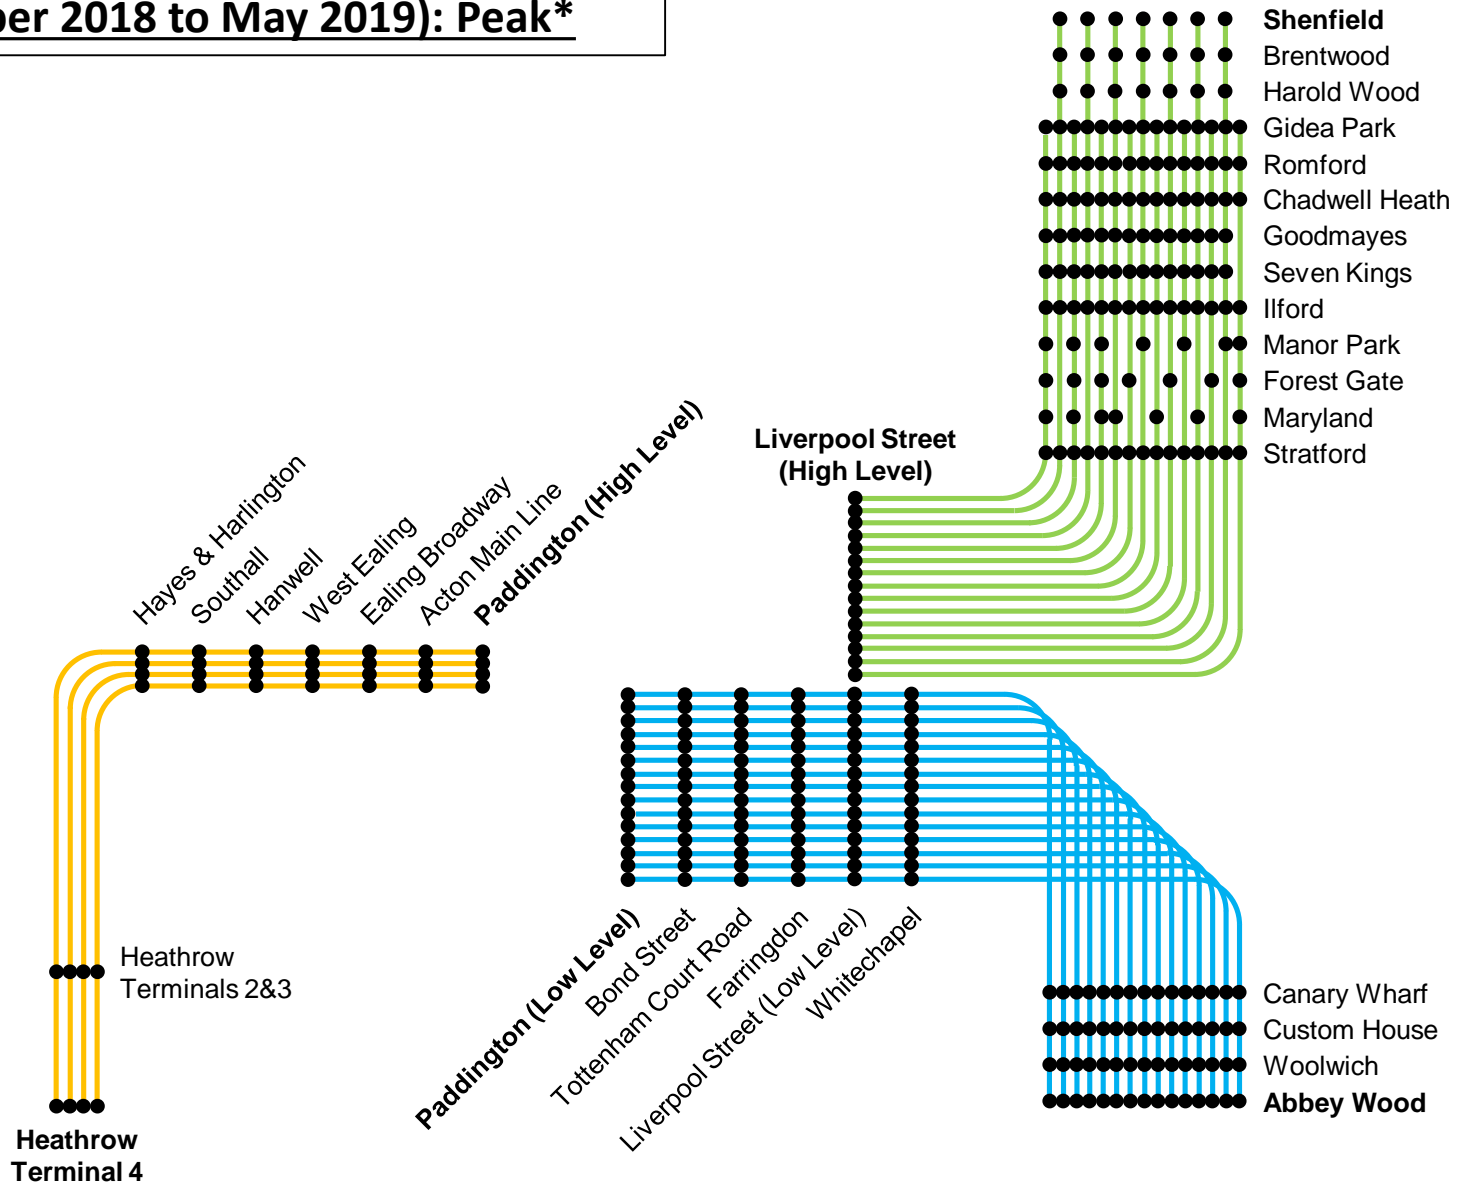 ber 2018 to May 2019): Peak*
Shenfield
Brentwood
Harold Wood
Gidea Park
Romford
Chadwell Heath
Goodmayes
Seven Kings
Ilford
Manor Park
Forest Gate
Maryland
Stratford
Liverpool Street
(High Level)
Hayes & Harlington
Southall
Hanwell
West Ealing
Ealing Broadway
Acton Main Line
Paddington (High Level)
Heathrow
Terminals 2&3
Heathrow
Terminal 4
Paddington (Low Level)
Bond Street
Tottenham Court Road
Farringdon
Liverpool Street (Low Level)
Whitechapel
Canary Wharf
Custom House
Woolwich
Abbey Wood